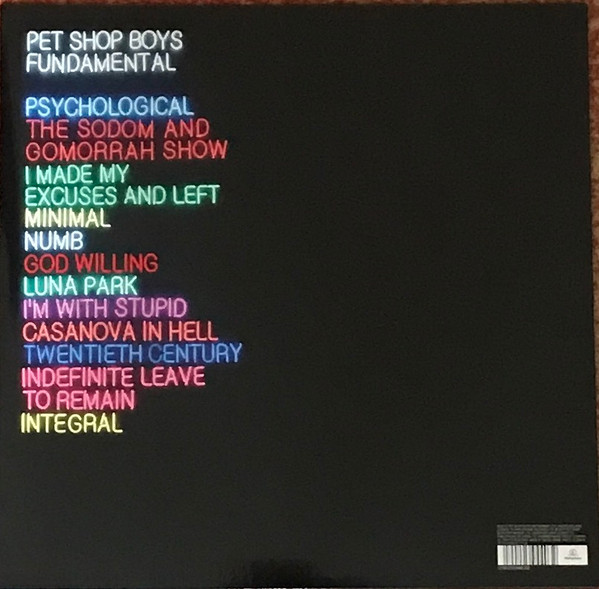 PET SHOP BOYS
FUNDAMENTAL
PSYCHOLOGICAL
THE SODOM AND
GOMORRAH SHOW
I MADE MY
EXCUSES AND LEFT
MINIMAL
NUMB
GOD WILLING
LUNA PARK
I'M WITH STUPID
CASANOVA IN HELL
TWENTIETH CENTURY
INDEFINITE LEAVE
TO REMAIN
INTEGRAL